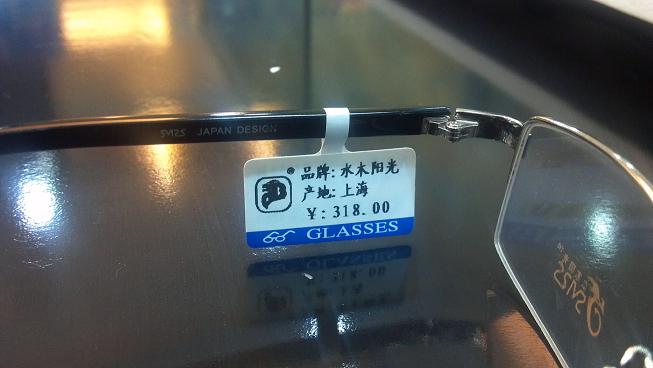 SM2S JAPAN DESIGN
品牌: 水木阳光
产地: 上海
¥: 318.00
GLASSES